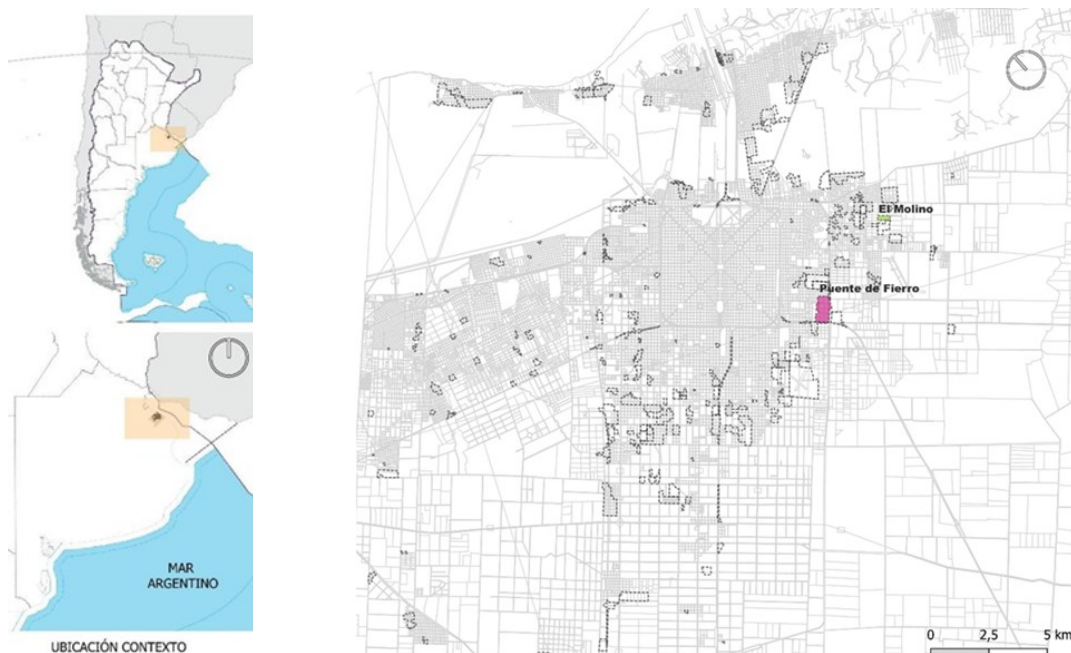 MAR
ARGENTINO
UBICACIÓN CONTEXTO
El Molino
Puente de Fierro
0 2,5 5 km